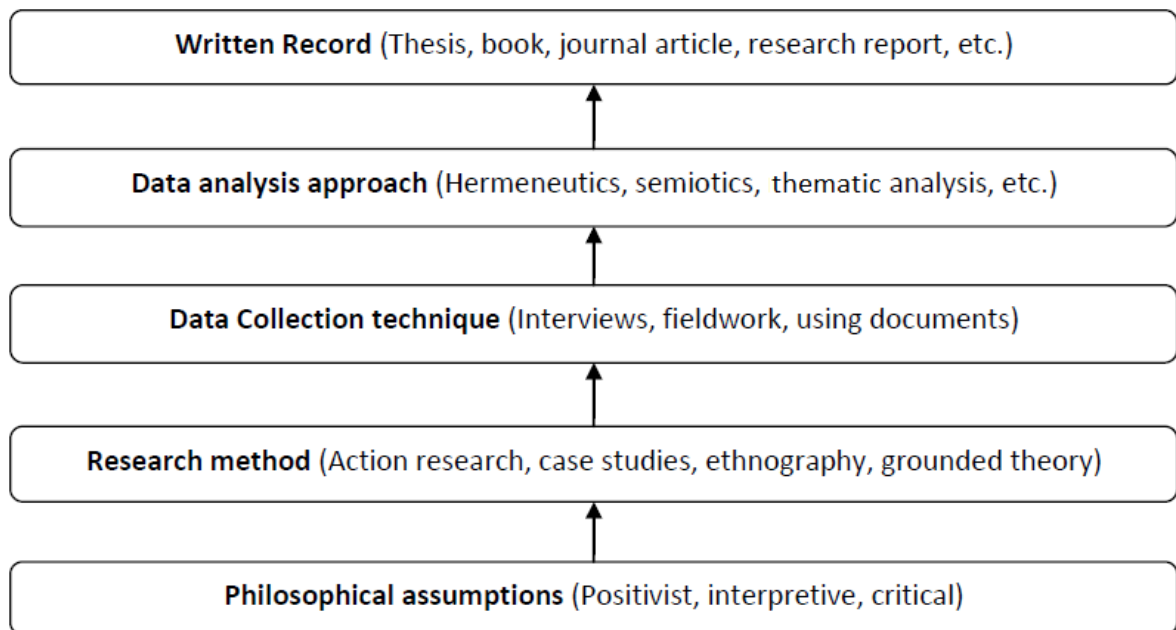 Written Record (Thesis, book, journal article, research report, etc.)
Data analysis approach (Hermeneutics, semiotics, thematic analysis, etc.)
Data Collection technique (Interviews, fieldwork, using documents)
Research method (Action research, case studies, ethnography, grounded theory)
Philosophical assumptions (Positivist, interpretive, critical)